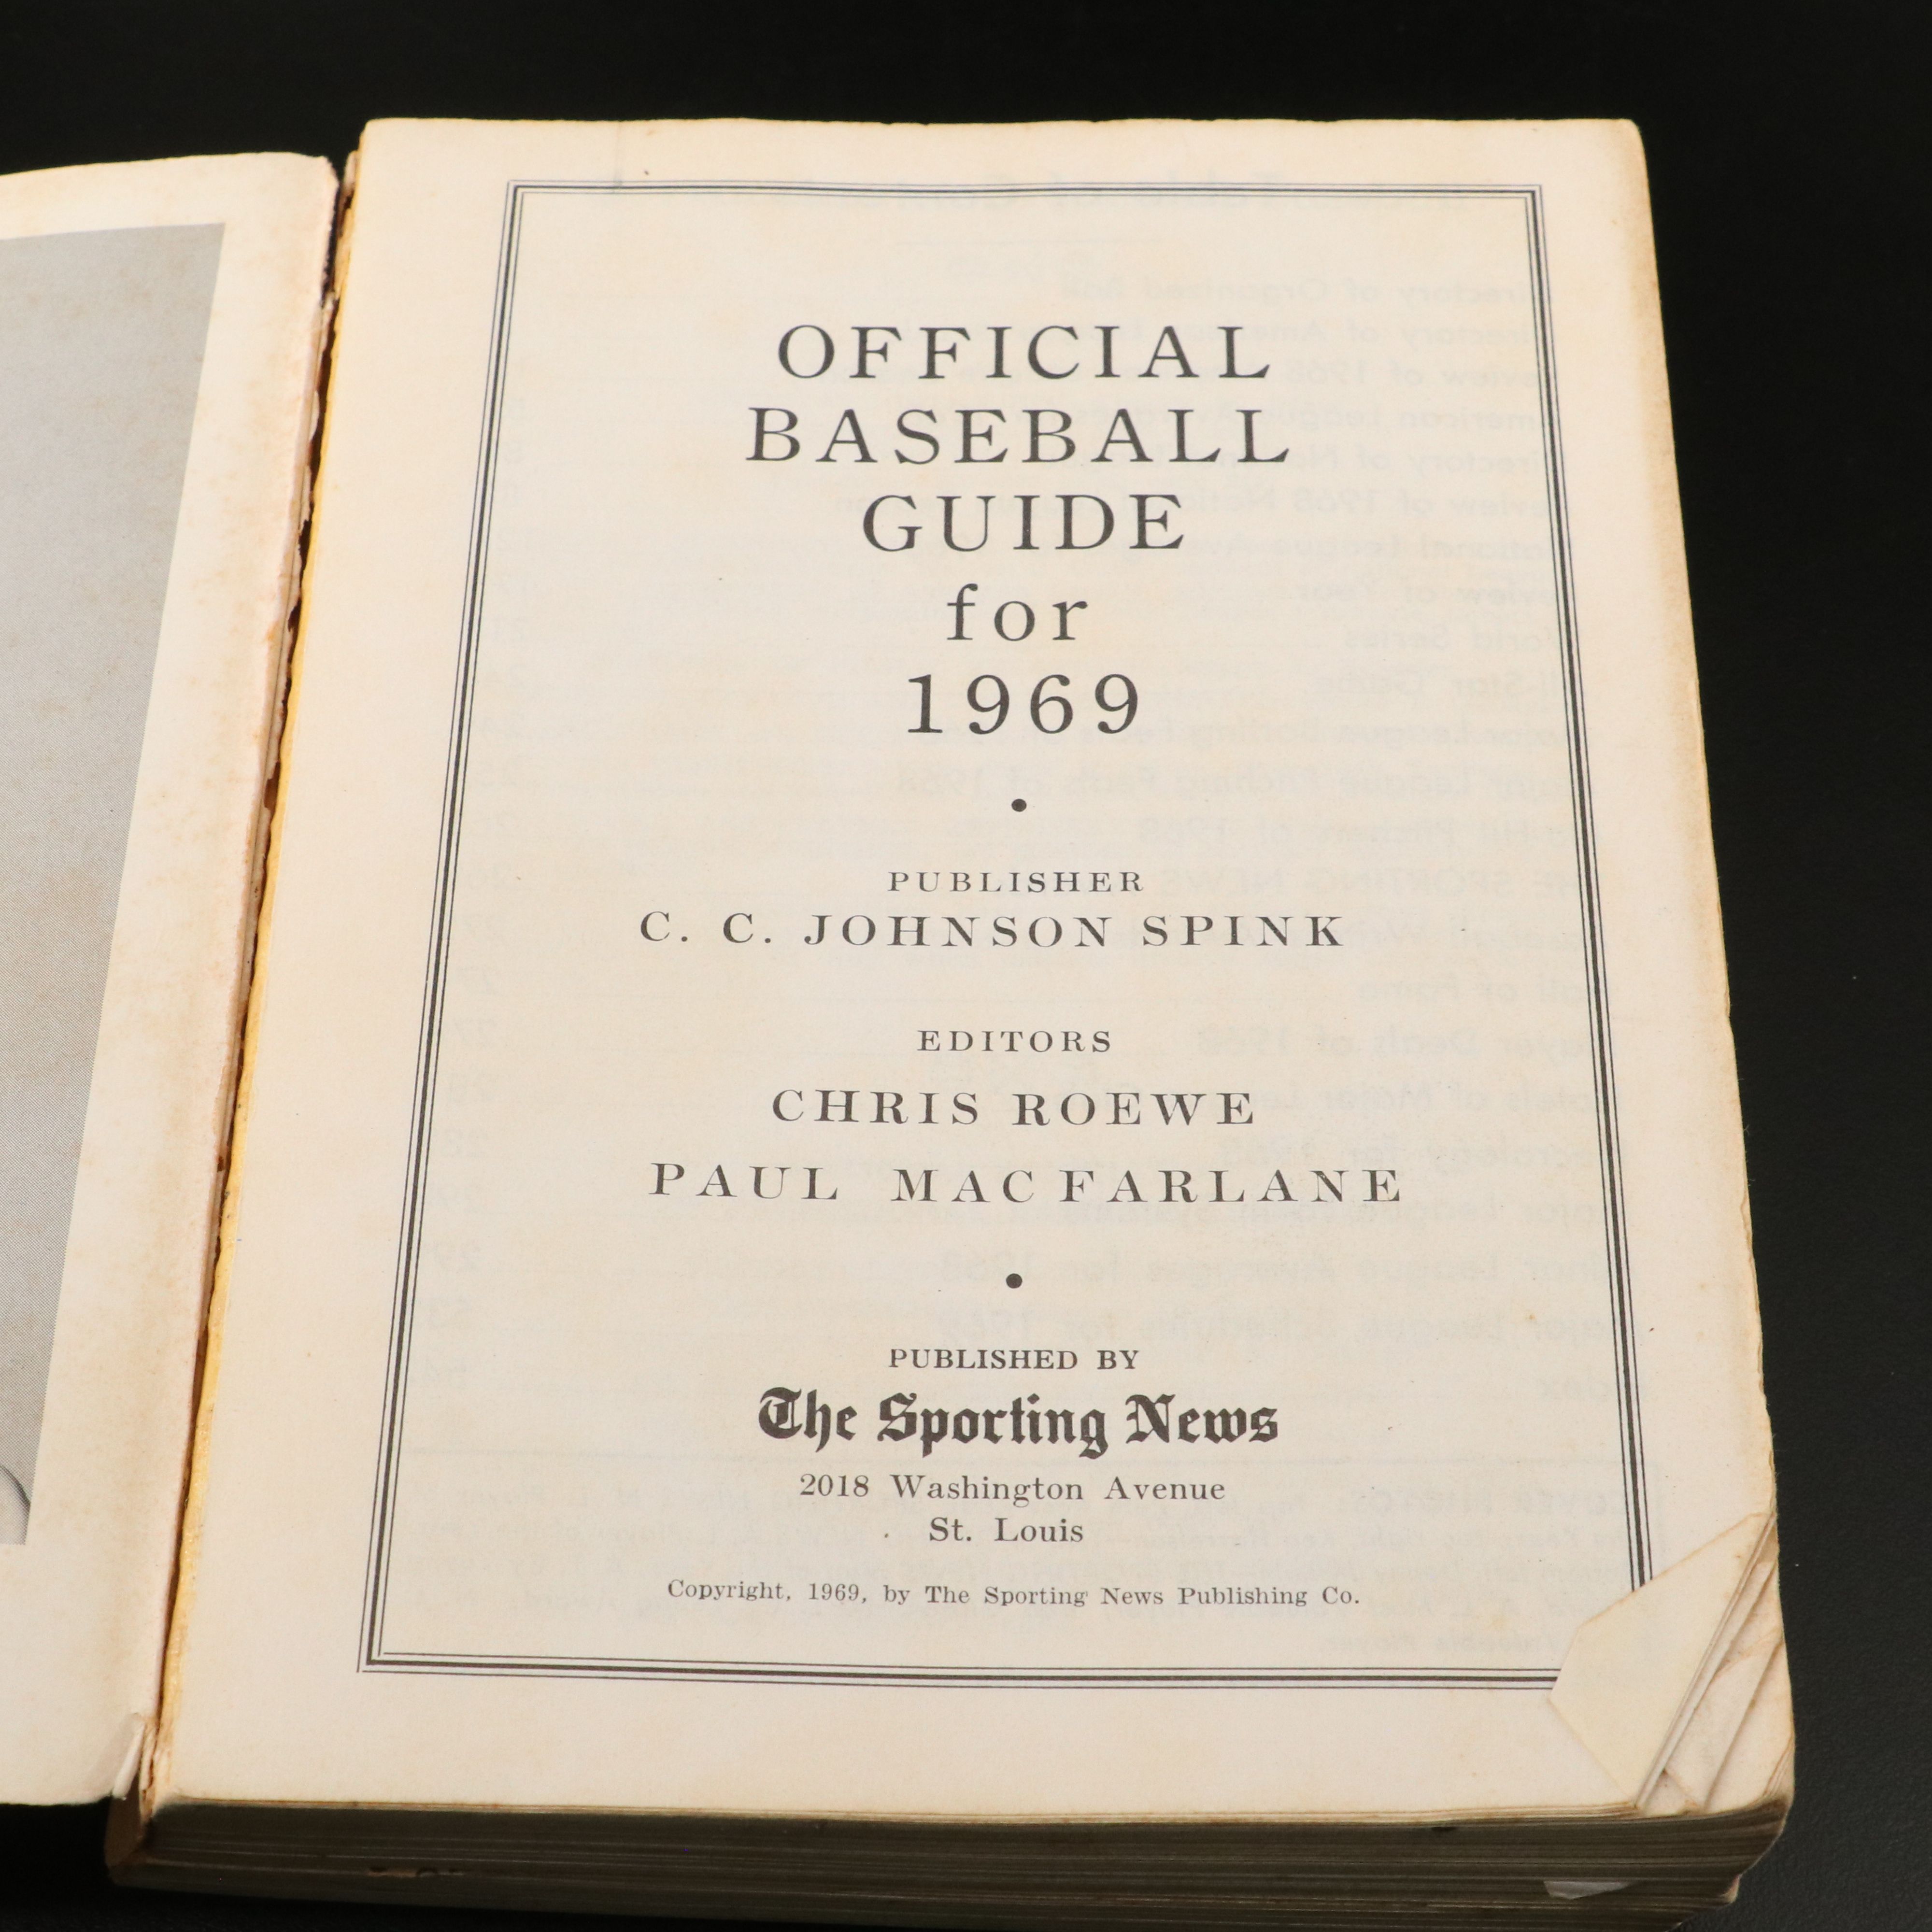 OFFICIAL
BASEBALL
GUIDE
for
1969
•
PUBLISHER
C. C. JOHNSON SPINK
EDITORS
CHRIS ROEWE
PAUL MAC FARLANE
•
PUBLISHED BY
The Sporting News
2018 Washington Avenue
St. Louis
Copyright, 1969, by The Sporting News Publishing Co.